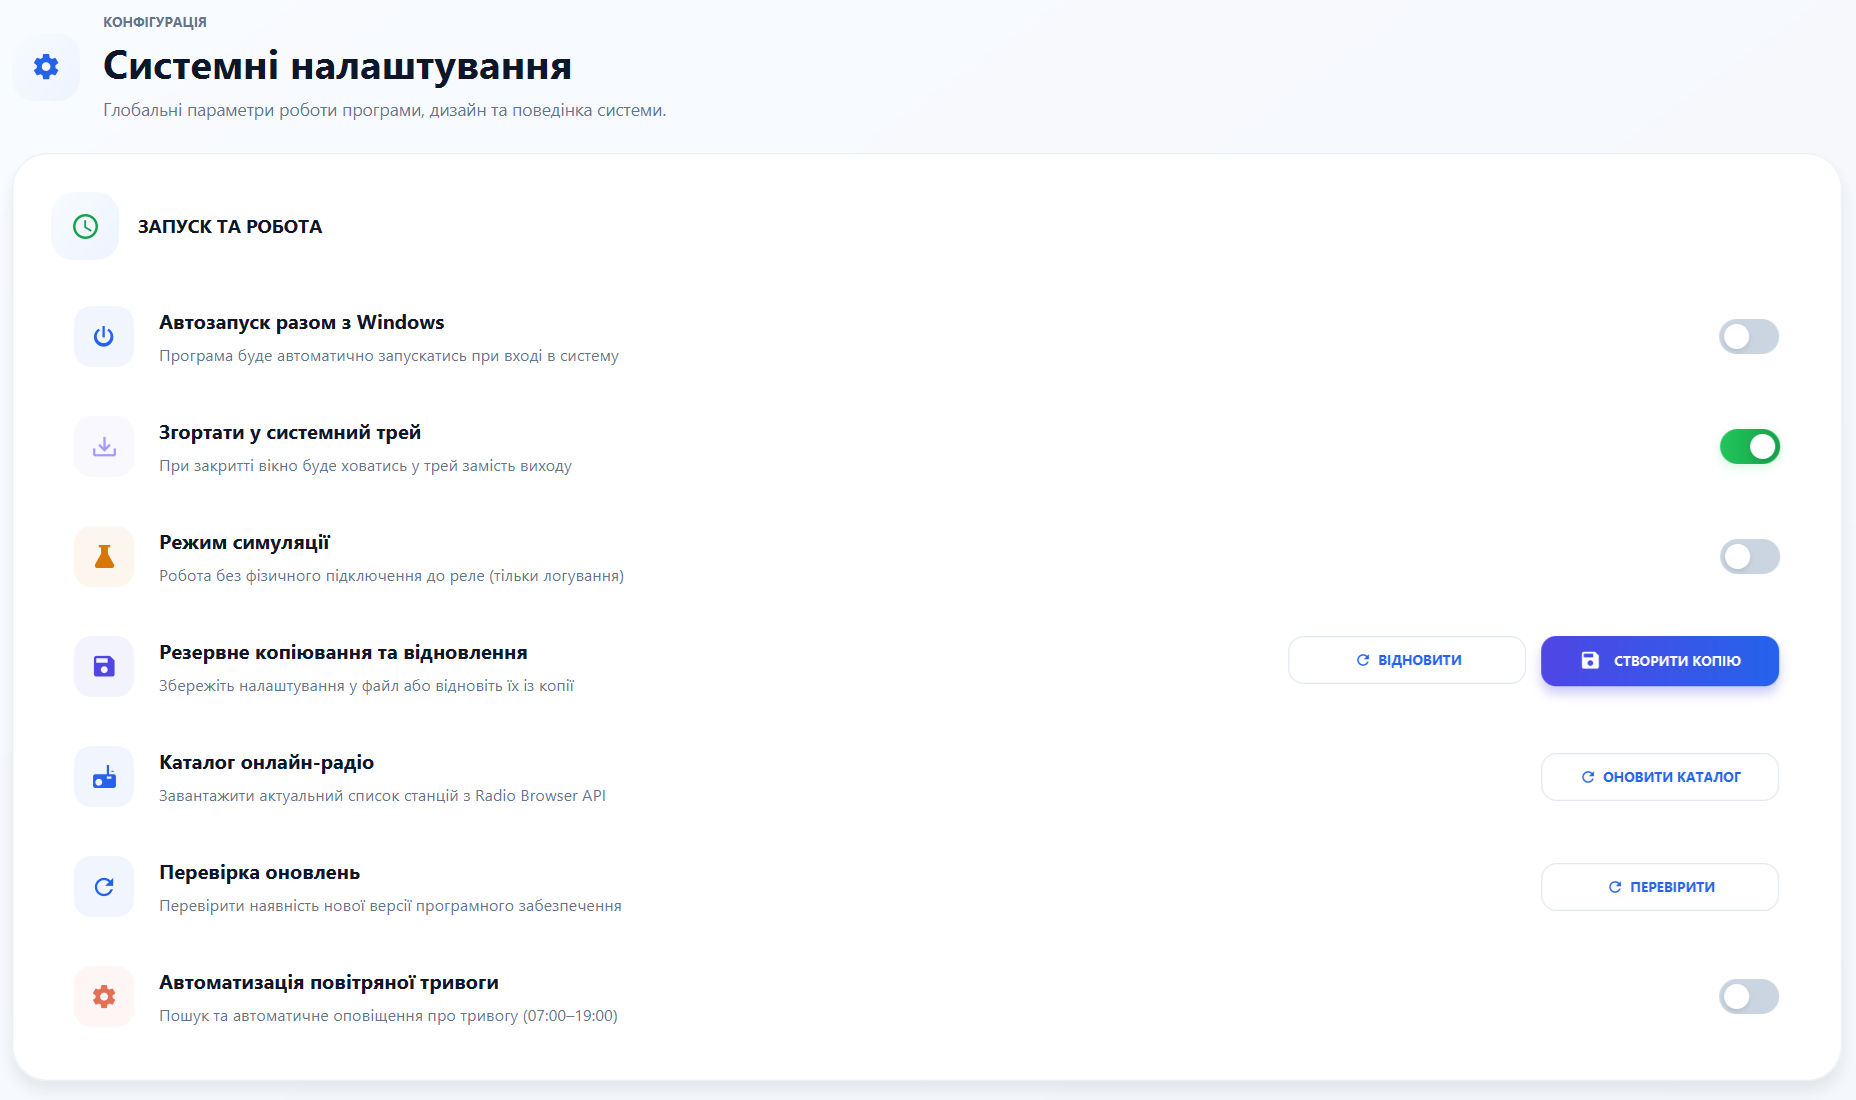 КОНФІГУРАЦІЯ
Системні налаштування
Глобальні параметри роботи програми, дизайн та поведінка системи.
ЗАПУСК ТА РОБОТА
Автозапуск разом з Windows
Програма буде автоматично запускатись при вході в систему
Згортати у системний трей
При закритті вікно буде ховатись у трей замість виходу
Режим симуляції
Робота без фізичного підключення до реле (тільки логування)
Резервне копіювання та відновлення
Збережіть налаштування у файл або відновіть їх із копії
ВІДНОВИТИ
СТВОРИТИ КОПІЮ
Каталог онлайн-радіо
Завантажити актуальний список станцій з Radio Browser API
ОНОВИТИ КАТАЛОГ
Перевірка оновлень
Перевірити наявність нової версії програмного забезпечення
ПЕРЕВІРИТИ
Автоматизація повітряної тривоги
Пошук та автоматичне оповіщення про тривогу (07:00–19:00)